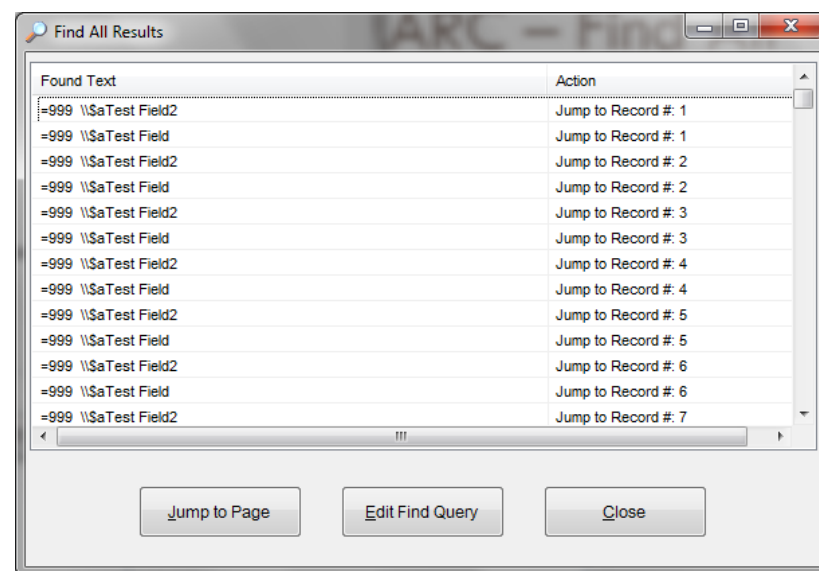 Find All Results
ARC – Find All
Found Text Action
=999 \\$aTest Field2 Jump to Record #: 1
=999 \\$aTest Field Jump to Record #: 1
=999 \\$aTest Field2 Jump to Record #: 2
=999 \\$aTest Field Jump to Record #: 2
=999 \\$aTest Field2 Jump to Record #: 3
=999 \\$aTest Field Jump to Record #: 3
=999 \\$aTest Field2 Jump to Record #: 4
=999 \\$aTest Field Jump to Record #: 4
=999 \\$aTest Field2 Jump to Record #: 5
=999 \\$aTest Field Jump to Record #: 5
=999 \\$aTest Field2 Jump to Record #: 6
=999 \\$aTest Field Jump to Record #: 6
=999 \\$aTest Field2 Jump to Record #: 7
Jump to Page Edit Find Query Close